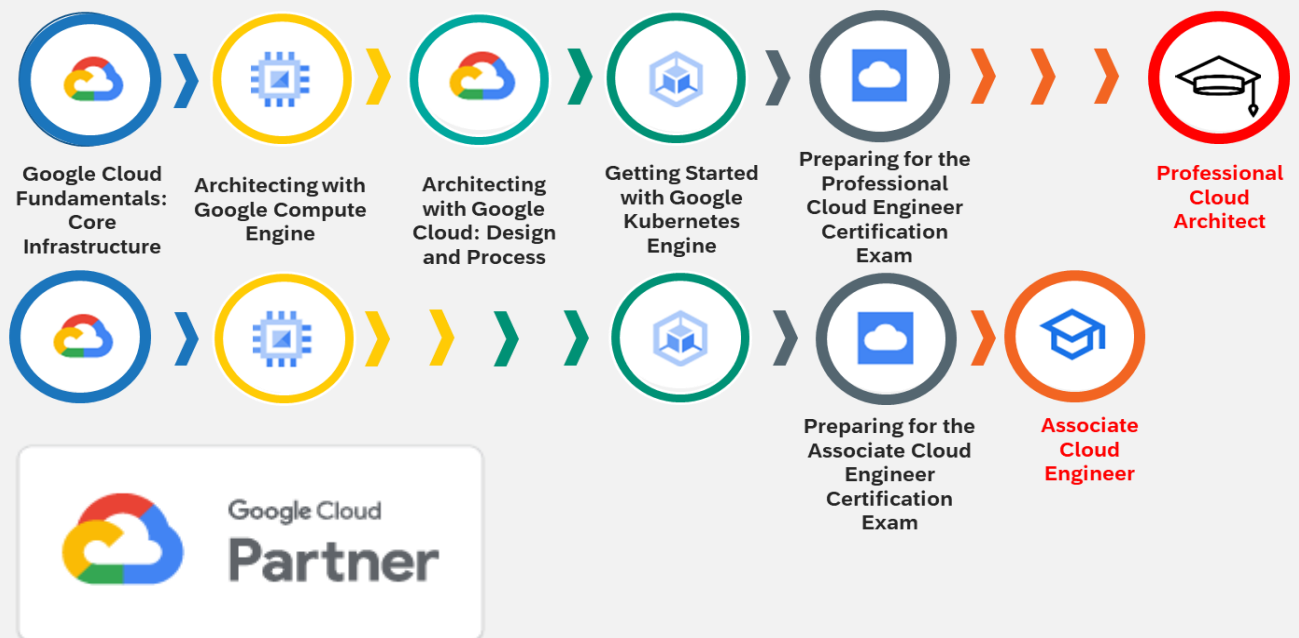 Google Cloud
Fundamentals:
Core
Infrastructure
Architecting with
Google Compute
Engine
Architecting
with Google
Cloud: Design
and Process
Getting Started
with Google
Kubernetes
Engine
Preparing for the
Professional
Cloud Engineer
Certification
Exam
Professional
Cloud
Architect
Preparing for the
Associate Cloud
Engineer
Certification
Exam
Associate
Cloud
Engineer
Google Cloud
Partner